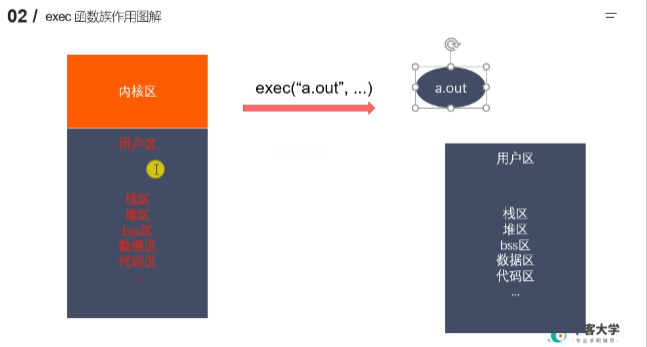 02 / exec 函数族作用图解
内核区
用户区
栈区
堆区
bss区
数据区
代码区
...
exec(“a.out”, ...)
a.out
用户区
栈区
堆区
bss区
数据区
代码区
...
客大学
·专业求职辅导·